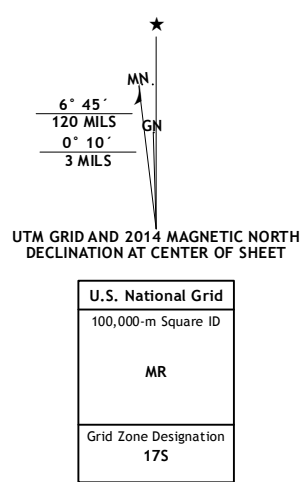 ★
MN
6° 45´
120 MILS
GN
0° 10´
3 MILS
UTM GRID AND 2014 MAGNETIC NORTH
DECLINATION AT CENTER OF SHEET
U.S. National Grid
100,000-m Square ID
MR
Grid Zone Designation
17S